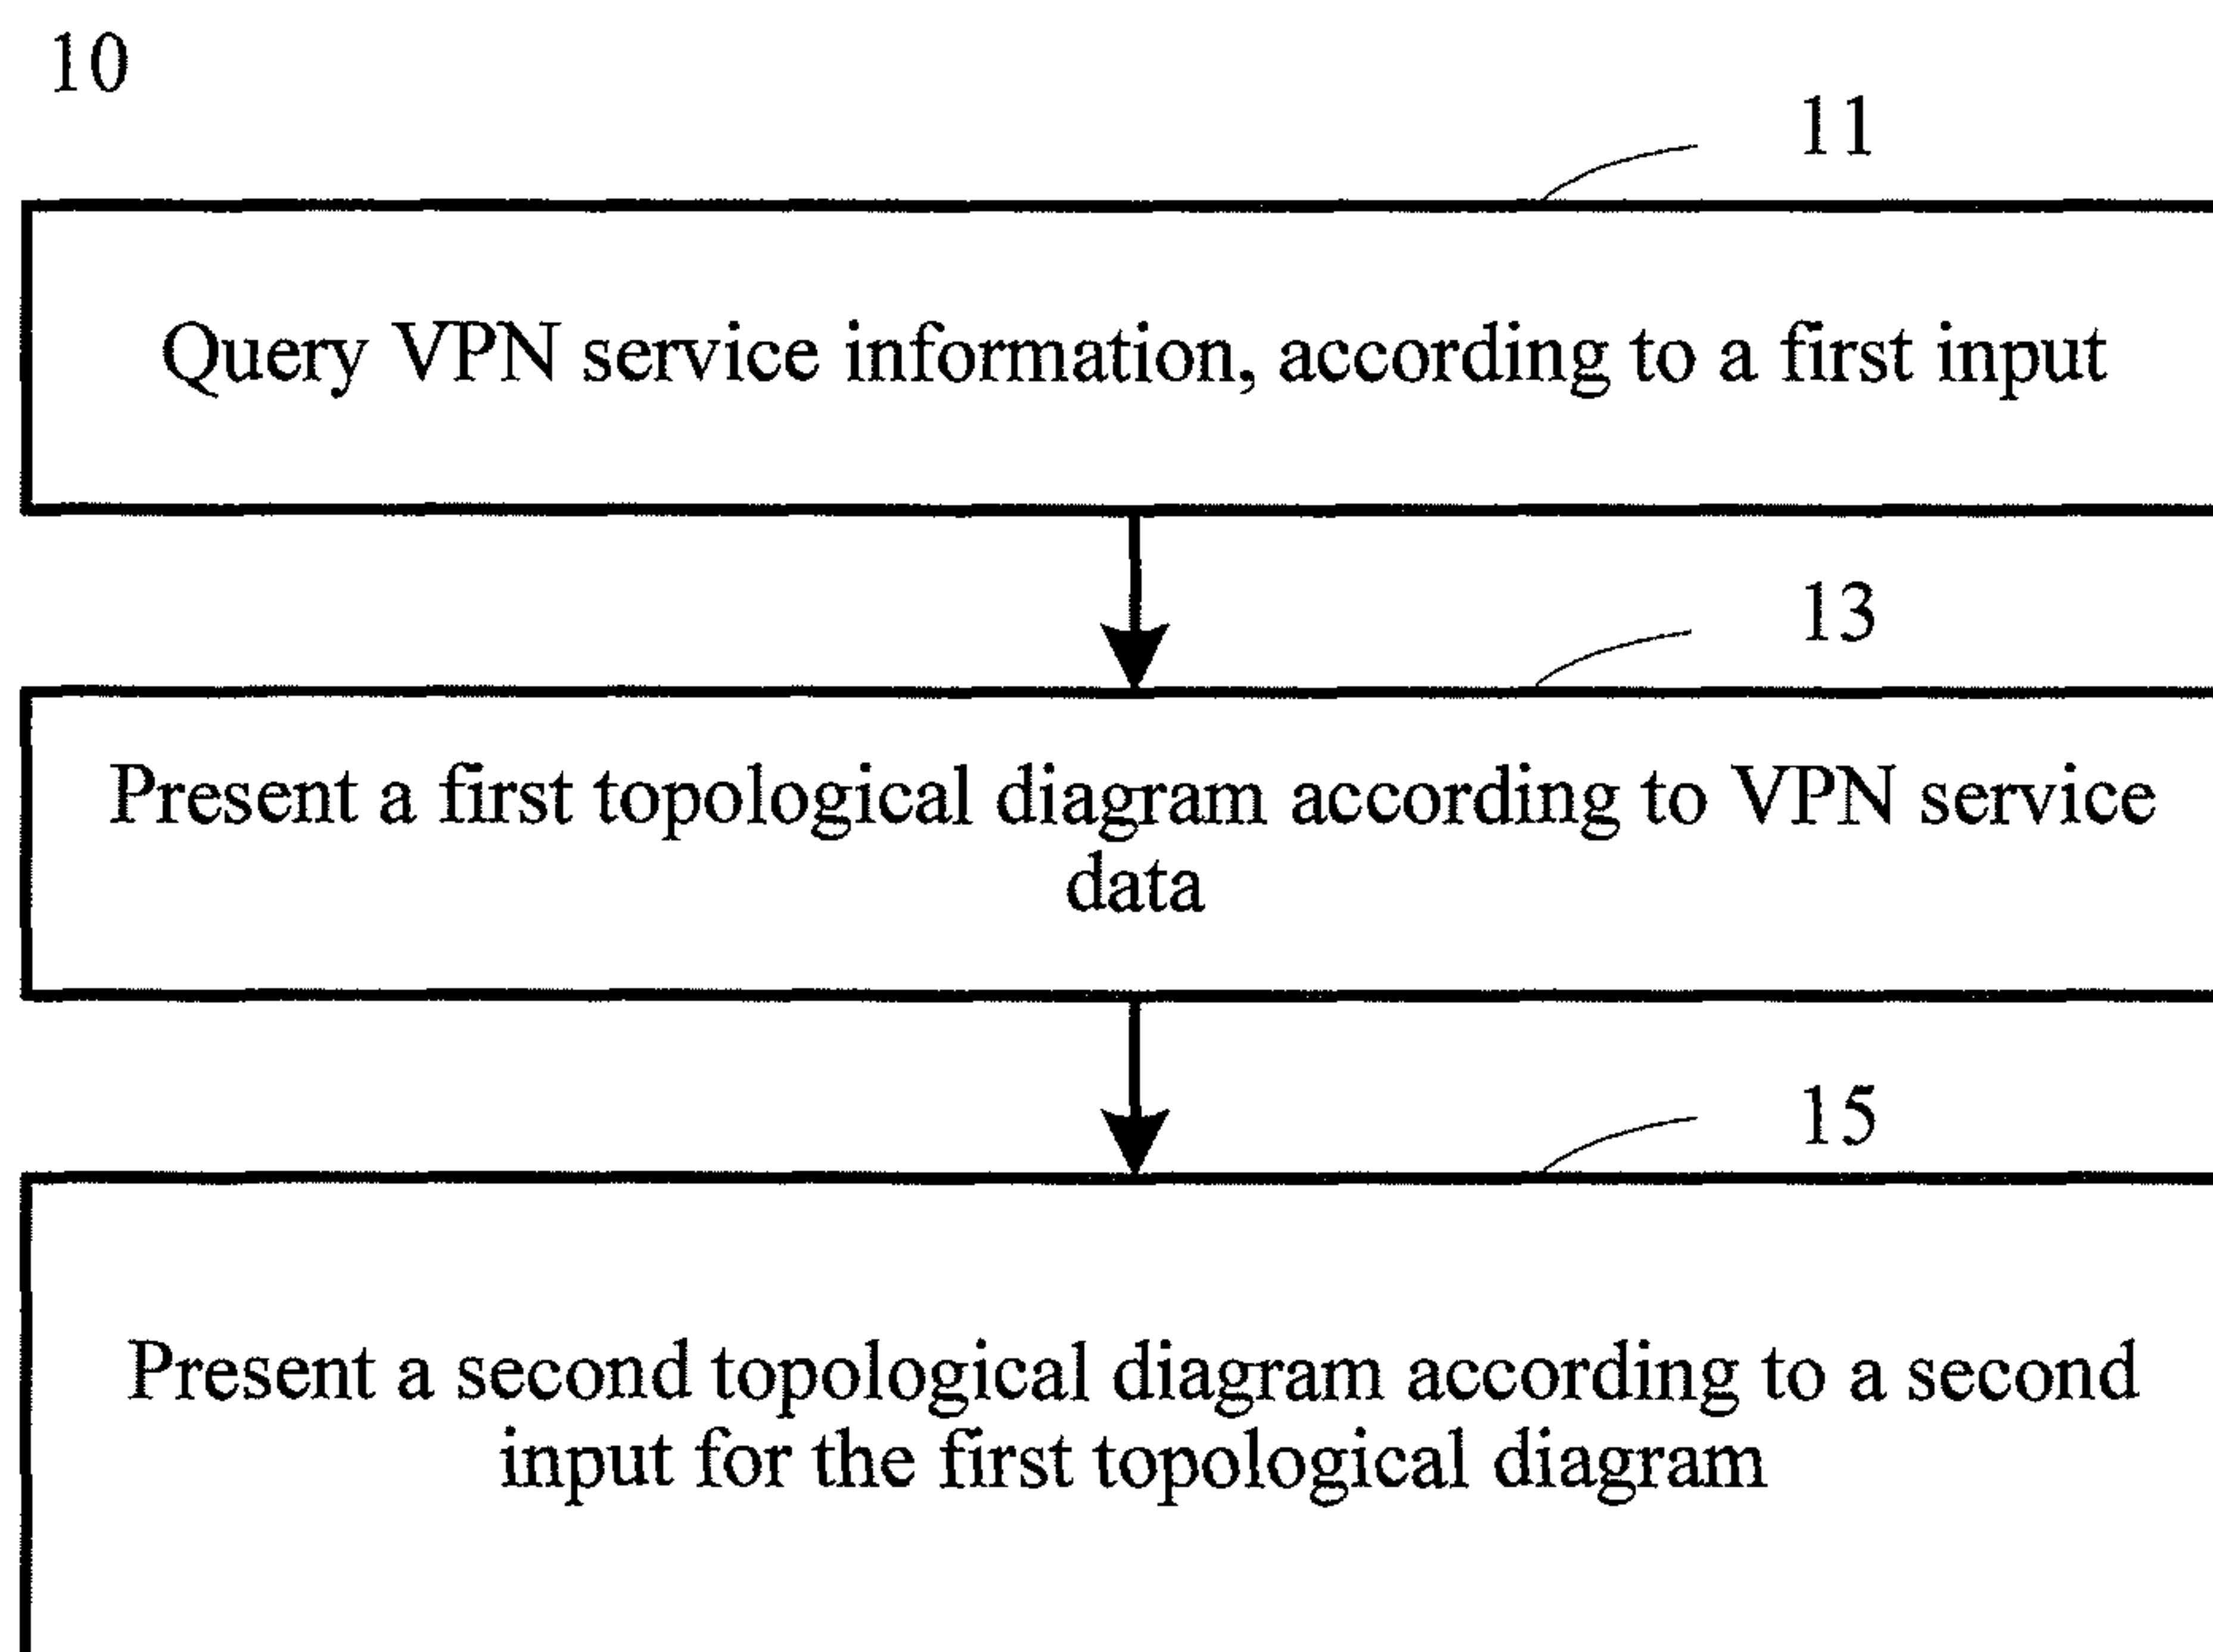 10
11
Query VPN service information, according to a first input
13
Present a first topological diagram according to VPN service
data
15
Present a second topological diagram according to a second
input for the first topological diagram